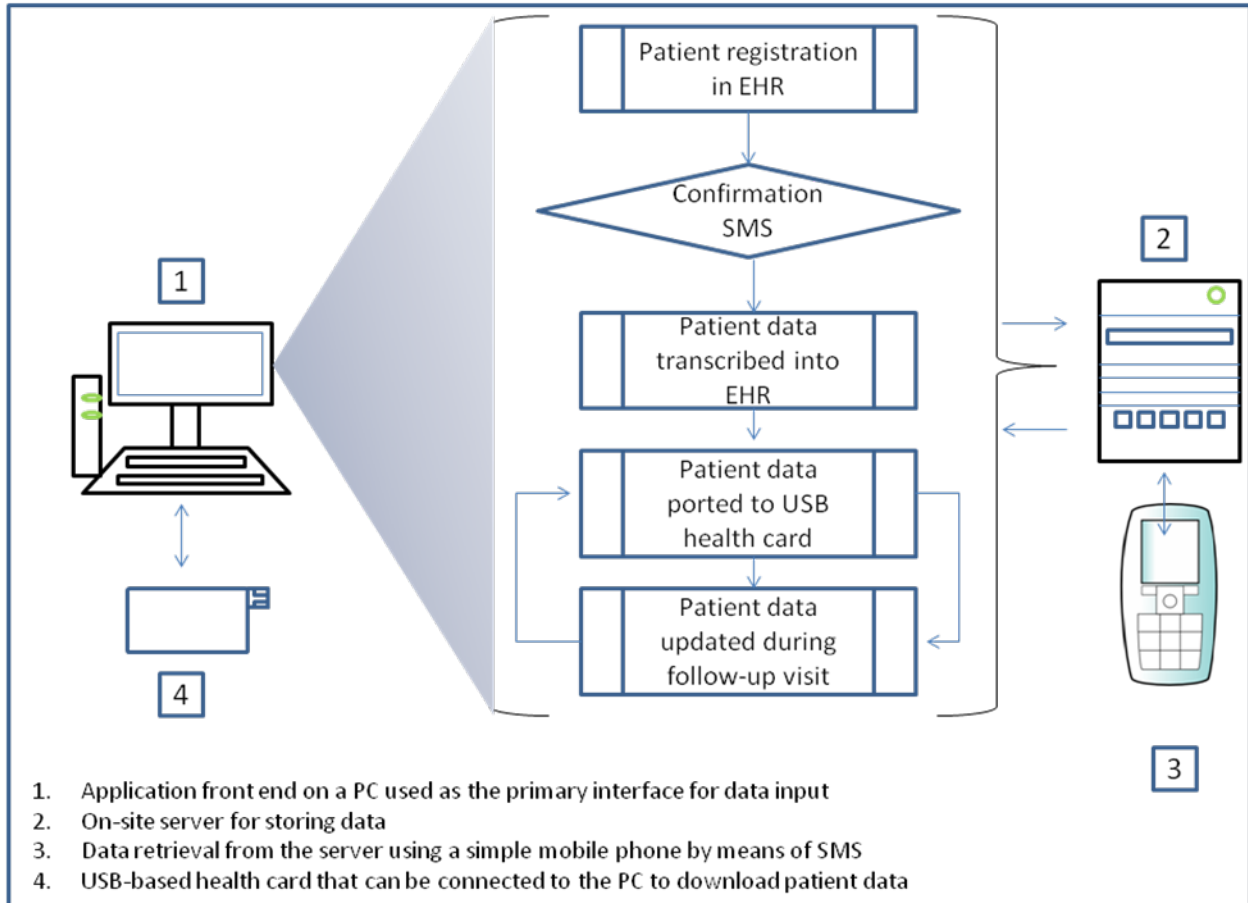 Patient registration
in EHR
Confirmation
SMS
2
1
Patient data
transcribed into
EHR
Patient data
ported to USB
health card
Patient data
updated during
follow-up visit
4
3
1. Application front end on a PC used as the primary interface for data input
2. On-site server for storing data
3. Data retrieval from the server using a simple mobile phone by means of SMS
4. USB-based health card that can be connected to the PC to download patient data